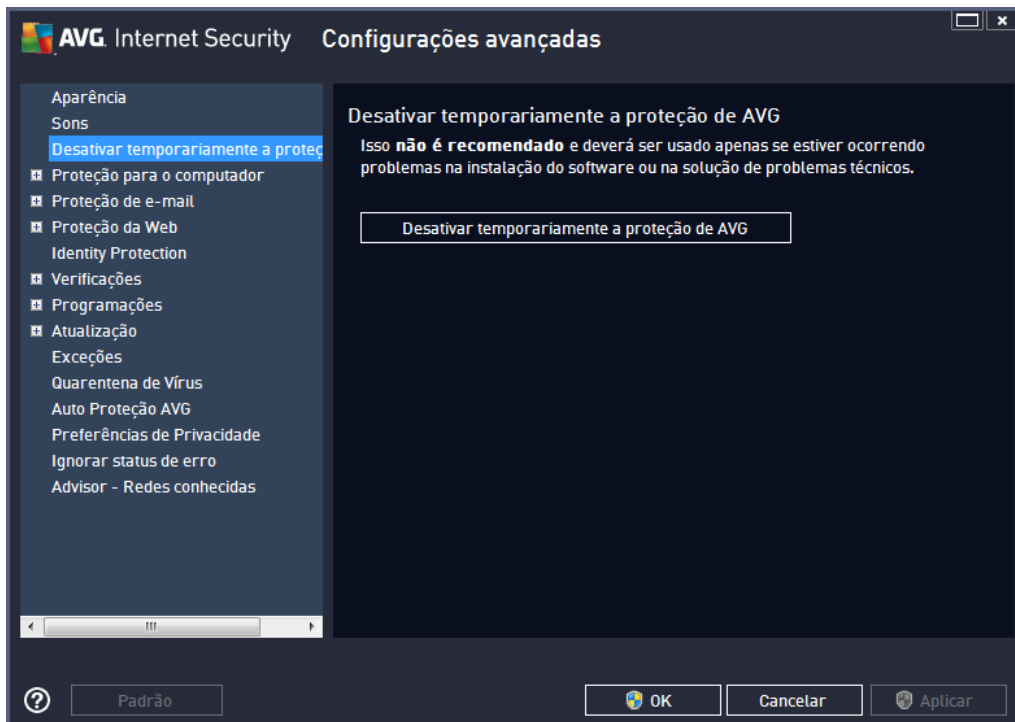 AVG. Internet Security Configurações avançadas
Aparência
Sons
Desativar temporariamente a proteç
Proteção para o computador
Proteção de e-mail
Proteção da Web
Identity Protection
Verificações
Programações
Atualização
Exceções
Quarentena de Vírus
Auto Proteção AVG
Preferências de Privacidade
Ignorar status de erro
Advisor - Redes conhecidas
Desativar temporariamente a proteção de AVG
Isso não é recomendado e deverá ser usado apenas se estiver ocorrendo
problemas na instalação do software ou na solução de problemas técnicos.
Desativar temporariamente a proteção de AVG
Padrão
OK
Cancelar
Aplicar